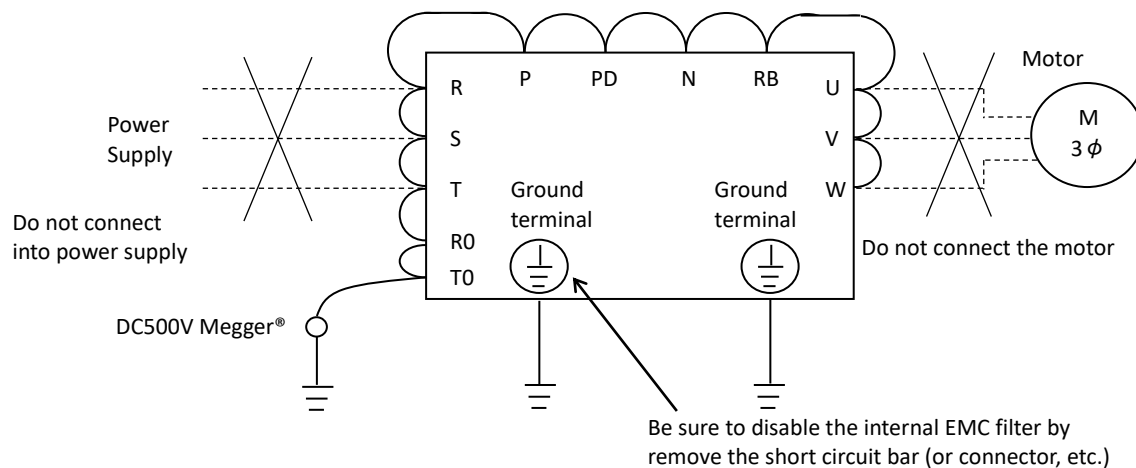 P
PD
N
RB
R
S
T
R0
T0
U
V
W
Power
Supply
Do not connect
into power supply
DC500V Megger®
Ground
terminal
Ground
terminal
Motor
M
3ϕ
Do not connect the motor
Be sure to disable the internal EMC filter by
remove the short circuit bar (or connector, etc.)